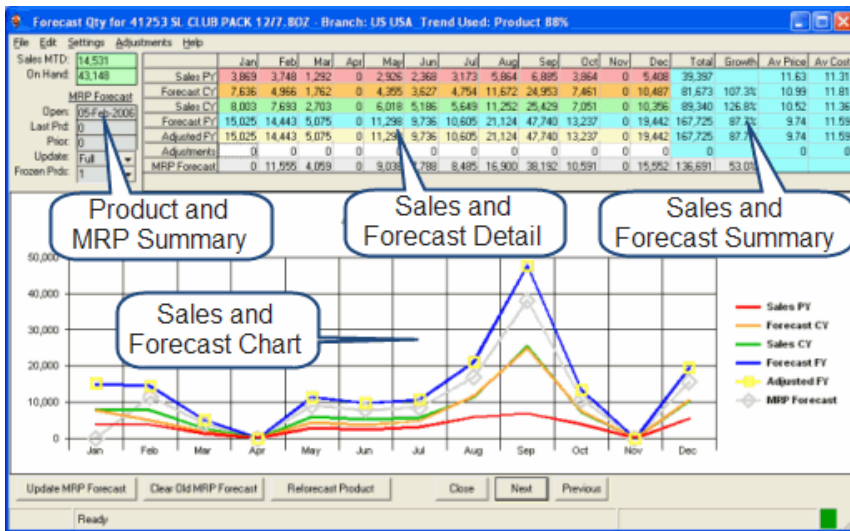 Forecast Qty for 41253 SL CLUB PACK 12/7.8OZ - Branch: US USA Trend Used: Product 88%
File Edit Settings Adjustments Help
Sales MTD: 14,531
On Hand: 43,148
MRP Forecast
Open: 05-Feb-2006
Last Prd: 0
Prior: 0
Update: Full
Frozen Prds: 1
Jan Feb Mar Apr May Jun Jul Aug Sep Oct Nov Dec Total Growth Av Price Av Cost
Sales PY 3,869 3,748 1,292 0 2,926 2,368 3,173 5,864 6,885 3,864 0 5,408 39,397 11.63 11.31
Forecast CY 7,636 4,966 1,762 0 4,355 3,627 4,754 11,672 24,953 7,461 0 10,487 81,673 107.3% 10.99 11.81
Sales CY 8,003 7,693 2,703 0 6,018 5,186 5,649 11,252 25,429 7,051 0 10,356 89,340 126.8% 10.52 11.36
Forecast FY 15,025 14,443 5,075 0 11,298 9,736 10,605 21,124 47,740 13,237 0 19,442 167,725 9.74 11.59
Adjusted FY 15,025 14,443 5,075 0 9,736 10,605 21,124 47,740 13,237 0 19,442 167,725 9.74 11.59
Adjustments 0 0 0 0 0 0 0 0 0 0 0 0 0 0 0
MRP Forecast 0 11,555 4,059 0 8,485 16,900 38,192 10,591 0 15,552 136,691 53.0%
Product and
MRP Summary
Sales and
Forecast Detail
Sales and
Forecast Summary
Sales and
Forecast Chart
50,000
40,000
30,000
20,000
10,000
0
Jan Feb Mar Apr May Jun Jul Aug Sep Oct Nov Dec
Sales PY
Forecast CY
Sales CY
Forecast FY
Adjusted FY
MRP Forecast
Update MRP Forecast Clear Old MRP Forecast Reforecast Product Close Next Previous
Ready